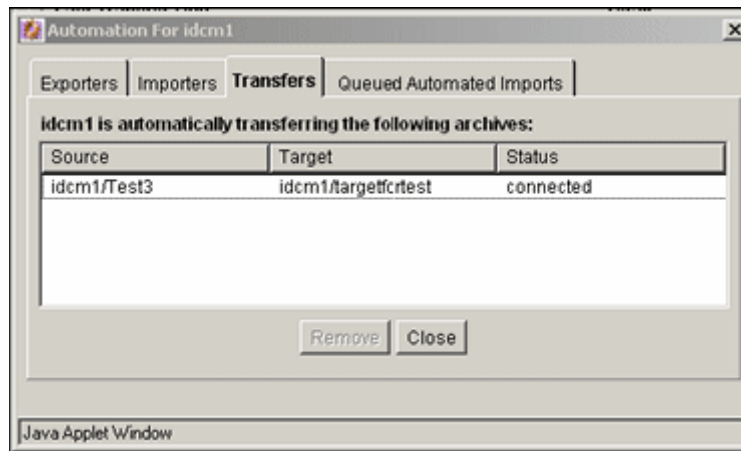 Automation For idcm1
Exporters Importers Transfers Queued Automated Imports
idcm1 is automatically transferring the following archives:
Source Target Status
idcm1/Test3 idcm1/targetfortest connected
Remove Close
Java Applet Window